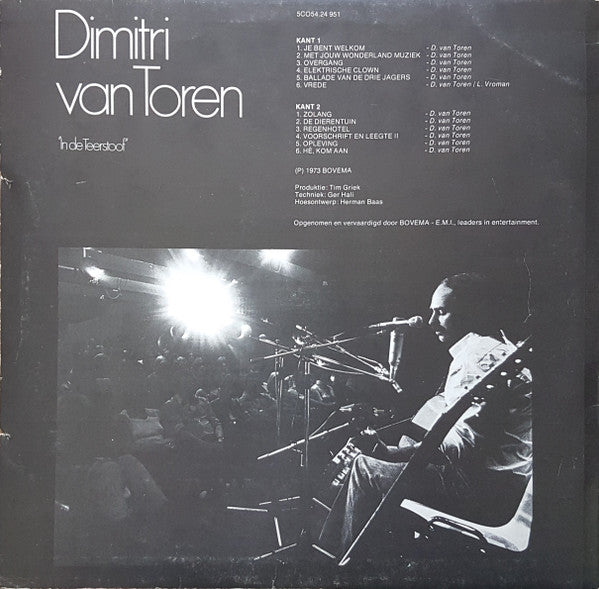 Dimitri
van Toren
"In de Teerstoof"
5C054.24 951
KANT 1
1. JE BENT WELKOM - D. van Toren
2. MET JOUW WONDERLAND MUZIEK - D. van Toren
3. OVERGANG - D. van Toren
4. ELEKTRISCHE CLOWN - D. van Toren
5. BALLADE VAN DE DRIE JAGERS - D. van Toren
6. VREDE - D. van Toren / L. Vroman
KANT 2
1. ZOLANG - D. van Toren
2. DE DIERENTUIN - D. van Toren
3. REGENHOTEL - D. van Toren
4. VOORSCHRIFT EN LEEGTE II - D. van Toren
5. OPLEVING - D. van Toren
6. HÉ, KOM AAN - D. van Toren
(P) 1973 BOVEMA
Produktie: Tim Griek
Techniek: Ger Hali
Hoesontwerp: Herman Baas
Opgenomen en vervaardigd door BOVEMA - E.M.I., leaders in entertainment.